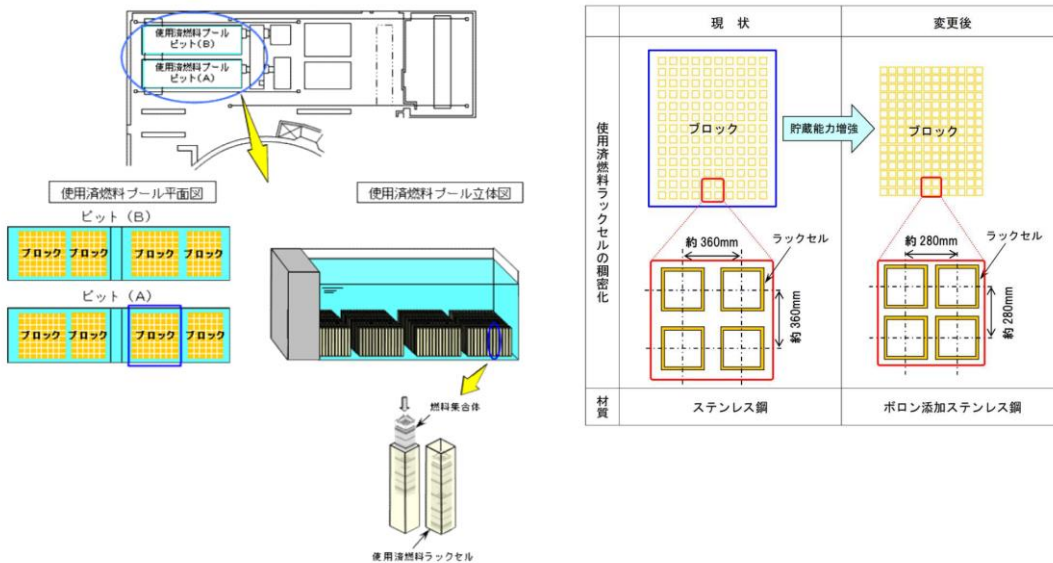 使用済燃料プール
ピット(B)
使用済燃料プール
ピット(A)
使用済燃料プール平面図
使用済燃料プール立体図
ピット（B）
ブロック
ブロック
ブロック
ブロック
ピット（A）
ブロック
ブロック
ブロック
ブロック
燃料集合体
使用済燃料ラックセル
現　状
変更後
使用済燃料ラックセルの稠密化
ブロック
貯蔵能力増強
ブロック
約 360mm
ラックセル
約 360mm
約 280mm
ラックセル
約 280mm
材質
ステンレス鋼
ボロン添加ステンレス鋼